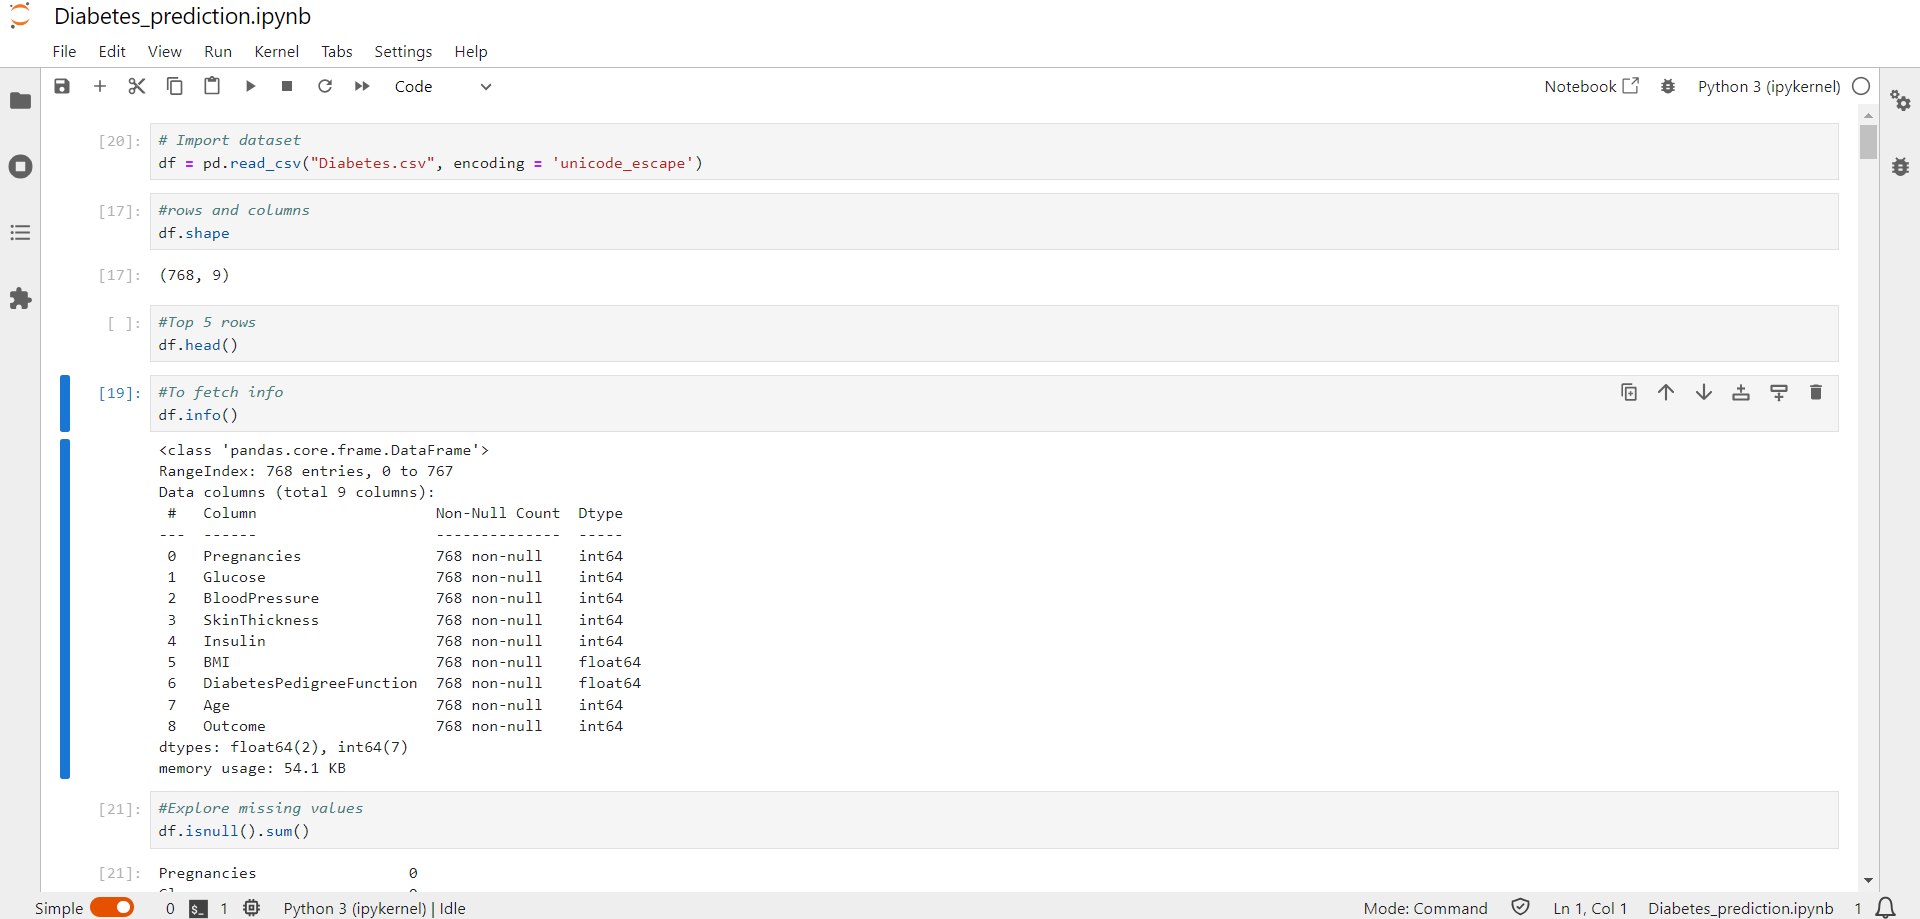 Diabetes_prediction.ipynb
File Edit View Run Kernel Tabs Settings Help
Code Notebook Python 3 (ipykernel)
[20]: # Import dataset
df = pd.read_csv("Diabetes.csv", encoding = 'unicode_escape')
[17]: #rows and columns
df.shape
[17]: (768, 9)
[ ]: #Top 5 rows
df.head()
[19]: #To fetch info
df.info()
<class 'pandas.core.frame.DataFrame'>
RangeIndex: 768 entries, 0 to 767
Data columns (total 9 columns):
 #   Column                    Non-Null Count  Dtype
---  ------                    --------------  -----
 0   Pregnancies               768 non-null    int64
 1   Glucose                   768 non-null    int64
 2   BloodPressure             768 non-null    int64
 3   SkinThickness             768 non-null    int64
 4   Insulin                   768 non-null    int64
 5   BMI                       768 non-null    float64
 6   DiabetesPedigreeFunction  768 non-null    float64
 7   Age                       768 non-null    int64
 8   Outcome                   768 non-null    int64
dtypes: float64(2), int64(7)
memory usage: 54.1 KB
[21]: #Explore missing values
df.isnull().sum()
[21]: Pregnancies 0
Simple 0 $_ 1 Python 3 (ipykernel) | Idle Mode: Command Ln 1, Col 1 Diabetes_prediction.ipynb 1